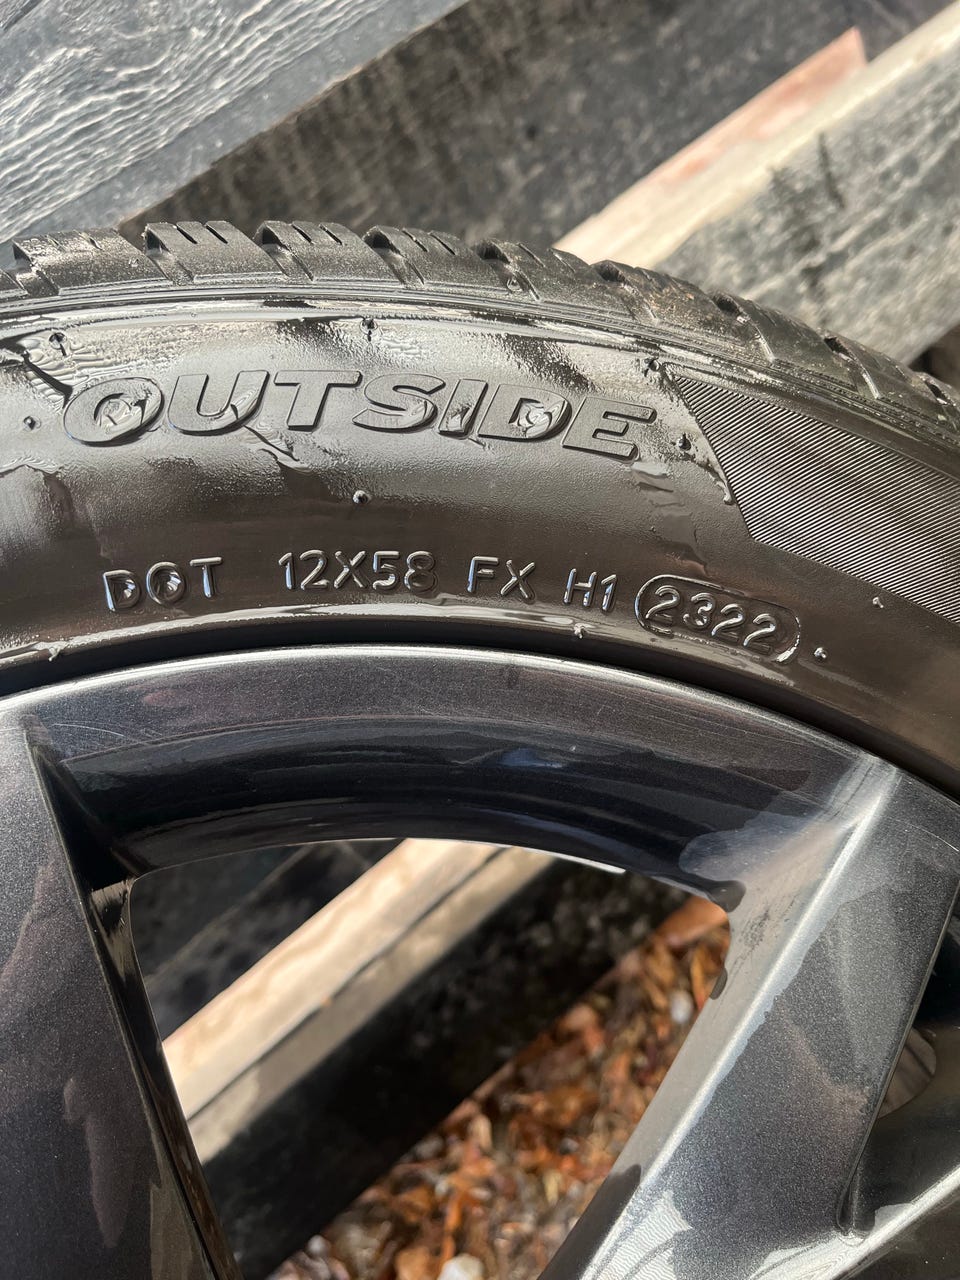 OUTSIDE
DOT 12X58 FX H1 2322